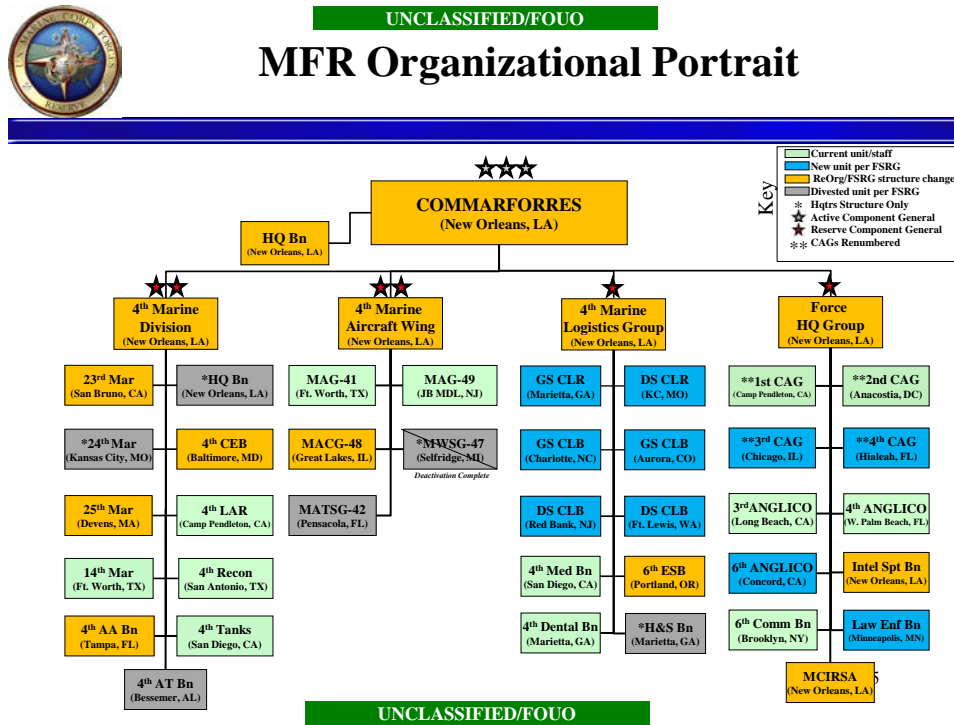 UNCLASSIFIED/FOUO
U.S. MARINE CORPS FORCES
RESERVE
MFR Organizational Portrait
Key
Current unit/staff
New unit per FSRG
ReOrg/FSRG structure change
Divested unit per FSRG
* Hqtrs Structure Only
Active Component General
Reserve Component General
** CAGs Renumbered
COMMARFORRES
(New Orleans, LA)
HQ Bn
(New Orleans, LA)
4th Marine
Division
(New Orleans, LA)
4th Marine
Aircraft Wing
(New Orleans, LA)
4th Marine
Logistics Group
(New Orleans, LA)
Force
HQ Group
(New Orleans, LA)
23rd Mar
(San Bruno, CA)
*HQ Bn
(New Orleans, LA)
*24th Mar
(Kansas City, MO)
4th CEB
(Baltimore, MD)
25th Mar
(Devens, MA)
4th LAR
(Camp Pendleton, CA)
14th Mar
(Ft. Worth, TX)
4th Recon
(San Antonio, TX)
4th AA Bn
(Tampa, FL)
4th Tanks
(San Diego, CA)
4th AT Bn
(Bessemer, AL)
MAG-41
(Ft. Worth, TX)
MAG-49
(JB MDL, NJ)
MACG-48
(Great Lakes, IL)
*MWSG-47
(Selfridge, MI)
Deactivation Complete
MATSG-42
(Pensacola, FL)
GS CLR
(Marietta, GA)
DS CLR
(KC, MO)
GS CLB
(Charlotte, NC)
GS CLB
(Aurora, CO)
DS CLB
(Red Bank, NJ)
DS CLB
(Ft. Lewis, WA)
4th Med Bn
(San Diego, CA)
6th ESB
(Portland, OR)
4th Dental Bn
(Marietta, GA)
*H&S Bn
(Marietta, GA)
**1st CAG
(Camp Pendleton, CA)
**2nd CAG
(Anacostia, DC)
**3rd CAG
(Chicago, IL)
**4th CAG
(Hialeah, FL)
3rdANGLICO
(Long Beach, CA)
4th ANGLICO
(W. Palm Beach, FL)
6th ANGLICO
(Concord, CA)
Intel Spt Bn
(New Orleans, LA)
6th Comm Bn
(Brooklyn, NY)
Law Enf Bn
(Minneapolis, MN)
MCIRSA
(New Orleans, LA)
5
UNCLASSIFIED/FOUO